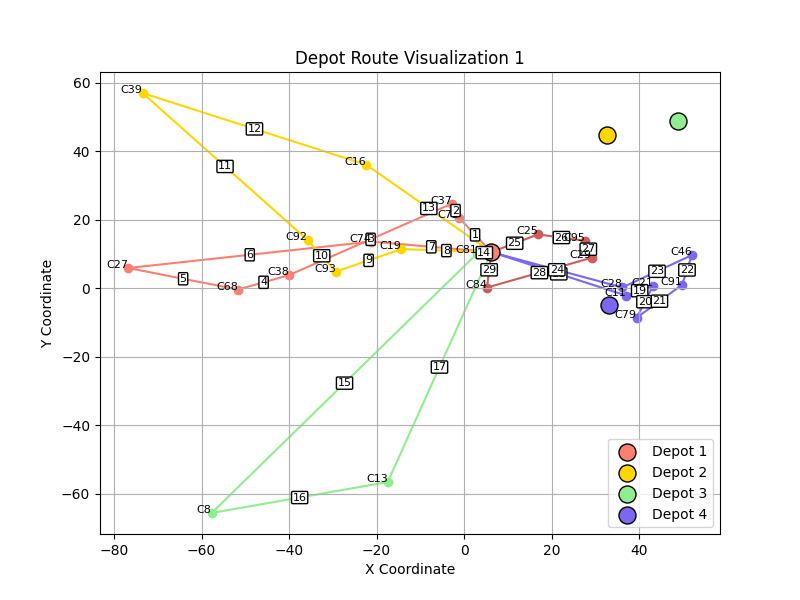 Depot Route Visualization 1
Y Coordinate
60
40
20
0
−20
−40
−60
C39
12
C16
11
C37
13
2
C7
1
C25
26
C95
25
27
C92
3
C19
7
8
C81
14
10
6
9
C93
C27
5
C68
4
C38
29
C84
28
24
C28
C11
C21
23
C46
22
C91
19
20
21
C79
15
17
C13
16
C8
Depot 1
Depot 2
Depot 3
Depot 4
−80
−60
−40
−20
0
20
40
X Coordinate